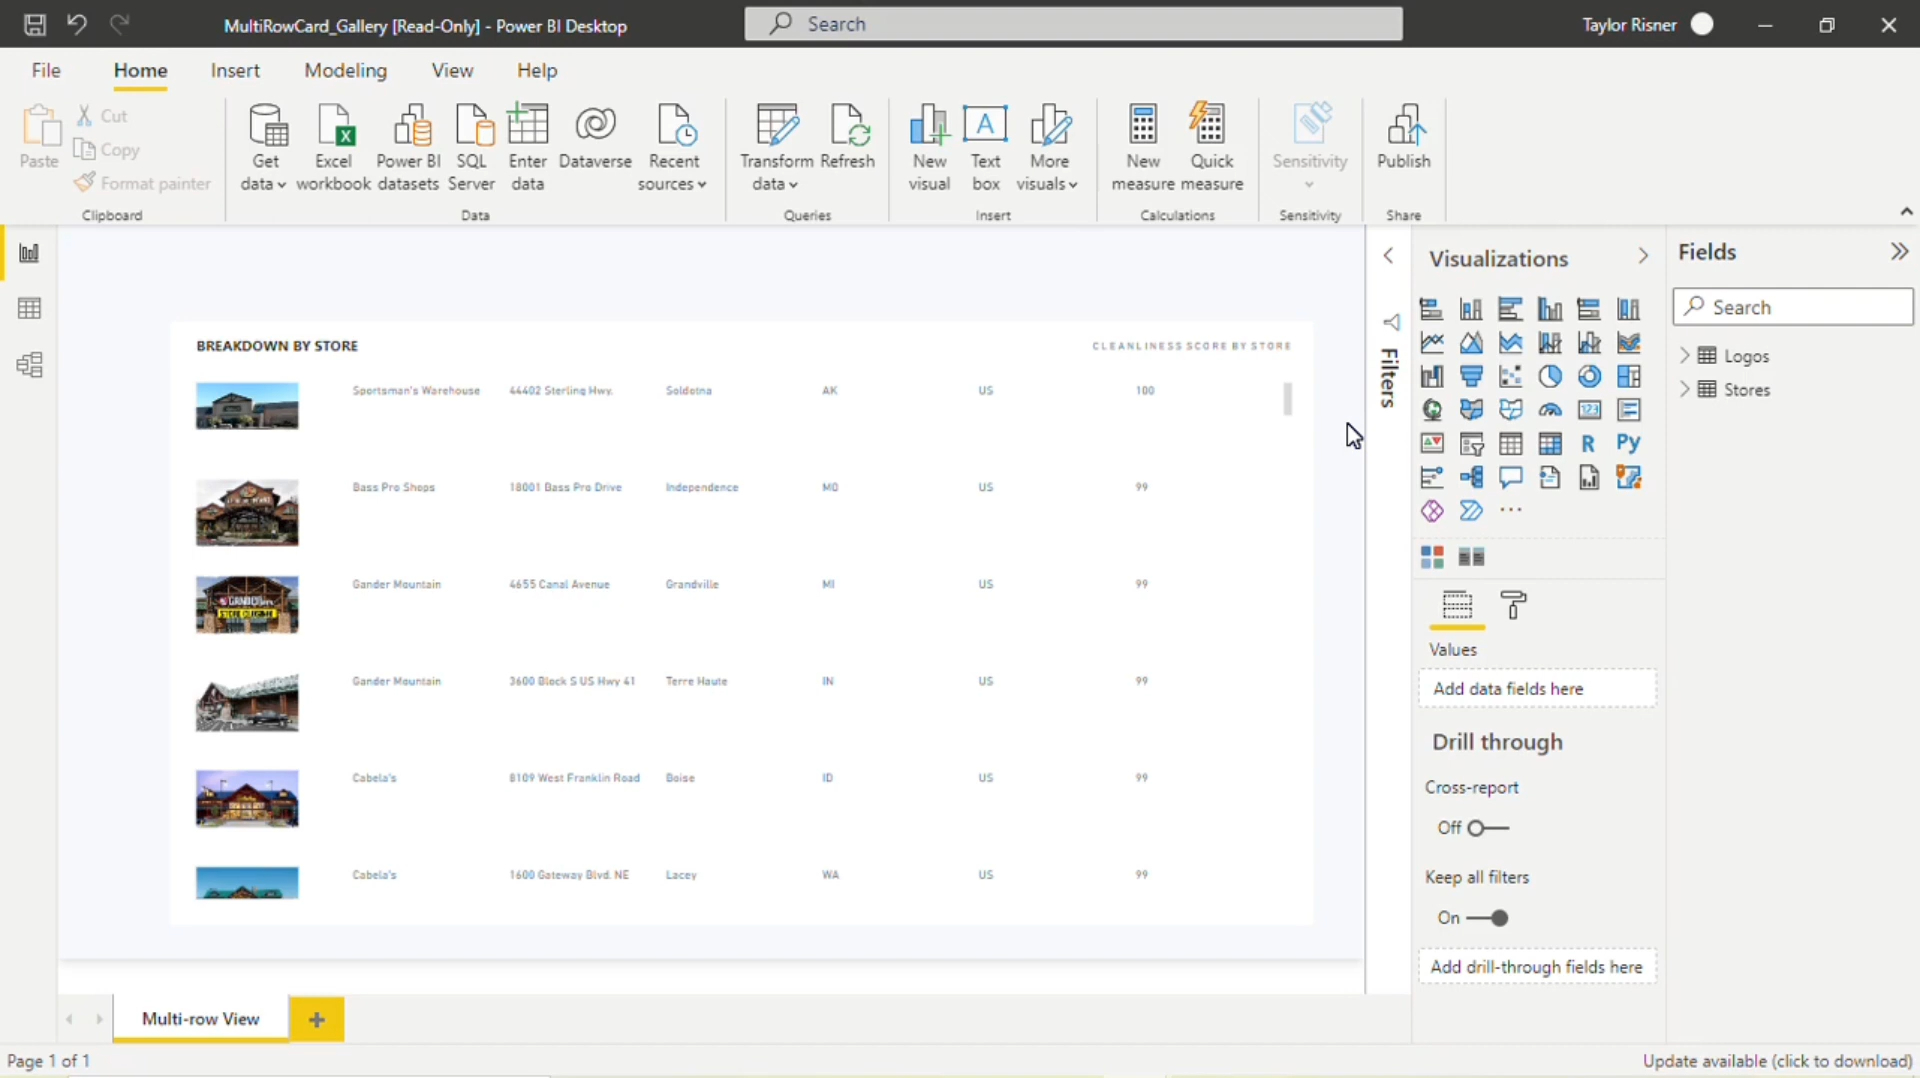 MultiRowCard_Gallery [Read-Only] - Power BI Desktop
Search
Taylor Risner
File Home Insert Modeling View Help
Paste
Cut
Copy
Format painter
Clipboard
Get data
Excel workbook
Power BI datasets
SQL Server
Enter data
Dataverse
Recent sources
Data
Transform data
Refresh
Queries
New visual
Text box
More visuals
Insert
New measure
Quick measure
Calculations
Sensitivity
Sensitivity
Publish
Share
BREAKDOWN BY STORE
CLEANLINESS SCORE BY STORE
Sportsman's Warehouse 44402 Sterling Hwy. Soldotna AK US 100
Bass Pro Shops 18001 Bass Pro Drive Independence MO US 99
Gander Mountain 4655 Canal Avenue Grandville MI US 99
Gander Mountain 3600 Block S US Hwy 41 Terre Haute IN US 99
Cabela's 8109 West Franklin Road Boise ID US 99
Cabela's 1600 Gateway Blvd. NE Lacey WA US 99
Filters
Visualizations
123
R
Py
Values
Add data fields here
Drill through
Cross-report
Off
Keep all filters
On
Add drill-through fields here
Fields
Search
Logos
Stores
Multi-row View
Page 1 of 1
Update available (click to download)